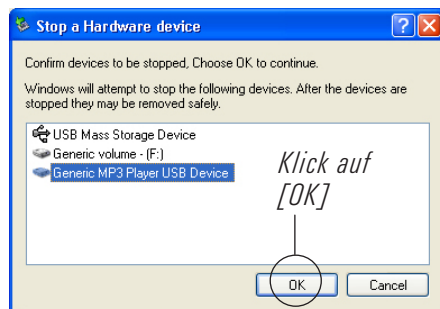 Stop a Hardware device
Confirm devices to be stopped, Choose OK to continue.
Windows will attempt to stop the following devices. After the devices are
stopped they may be removed safely.
USB Mass Storage Device
Generic volume - (F:)
Generic MP3 Player USB Device
Klick auf
[OK]
OK
Cancel